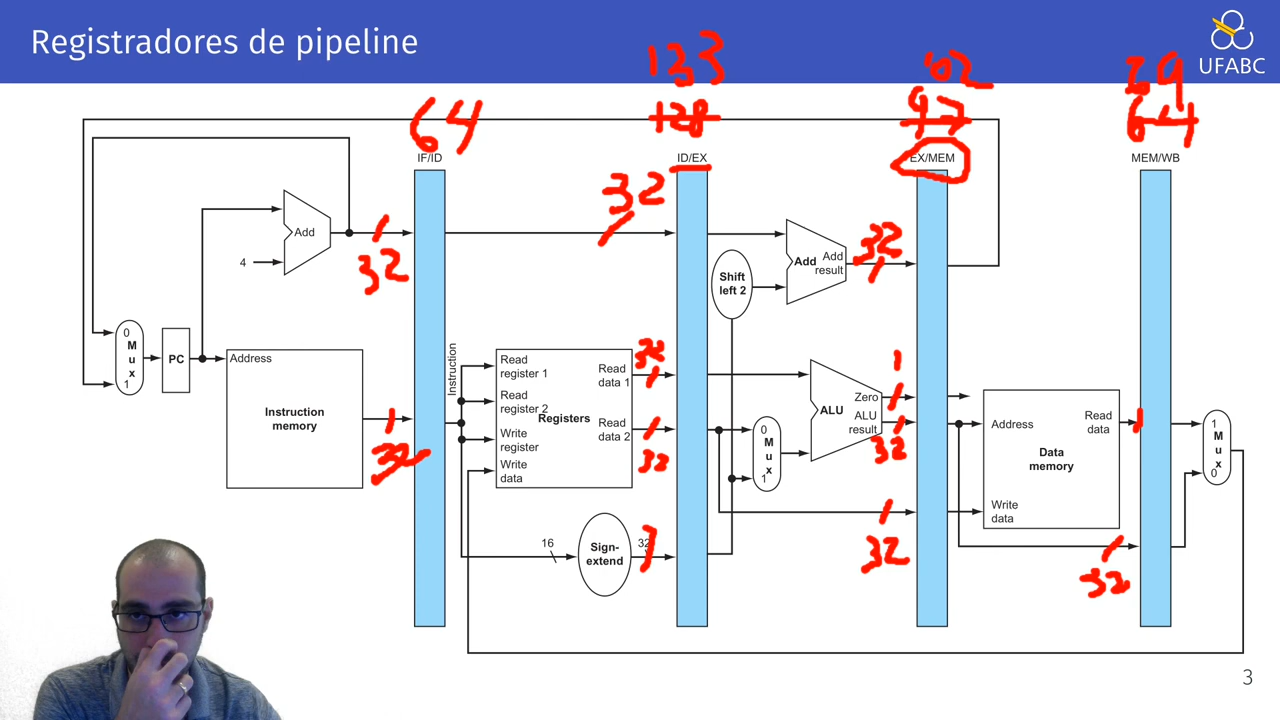 Registradores de pipeline
UFABC
133
102
69
64
128
97
64
IF/ID
ID/EX
EX/MEM
MEM/WB
32
32
32
32
Add
4
Add
Add
result
Shift
left 2
0
M
u
x
1
PC
Address
Instruction
memory
32
Instruction
Read
register 1
Read
register 2
Write
register
Write
data
Registers
Read
data 1
Read
data 2
32
32
16
Sign-
extend
32
0
M
u
x
1
ALU
Zero
ALU
result
1
32
32
Address
Write
data
Data
memory
Read
data
32
1
M
u
x
0
3